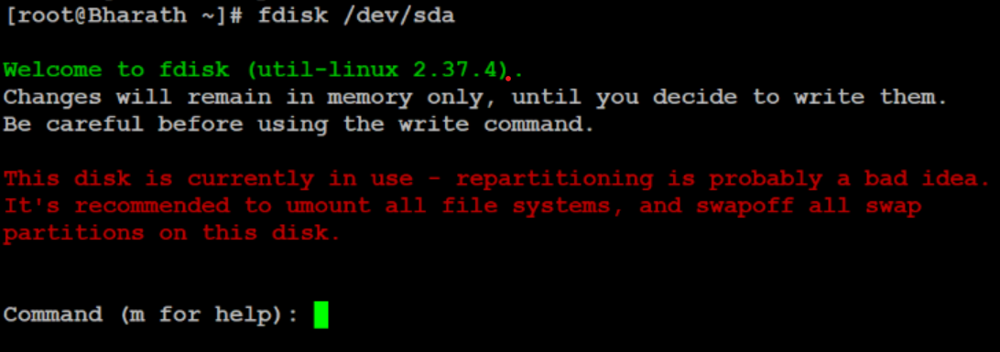 [root@Bharath ~]# fdisk /dev/sda
Welcome to fdisk (util-linux 2.37.4).
Changes will remain in memory only, until you decide to write them.
Be careful before using the write command.
This disk is currently in use - repartitioning is probably a bad idea.
It's recommended to umount all file systems, and swapoff all swap
partitions on this disk.
Command (m for help):